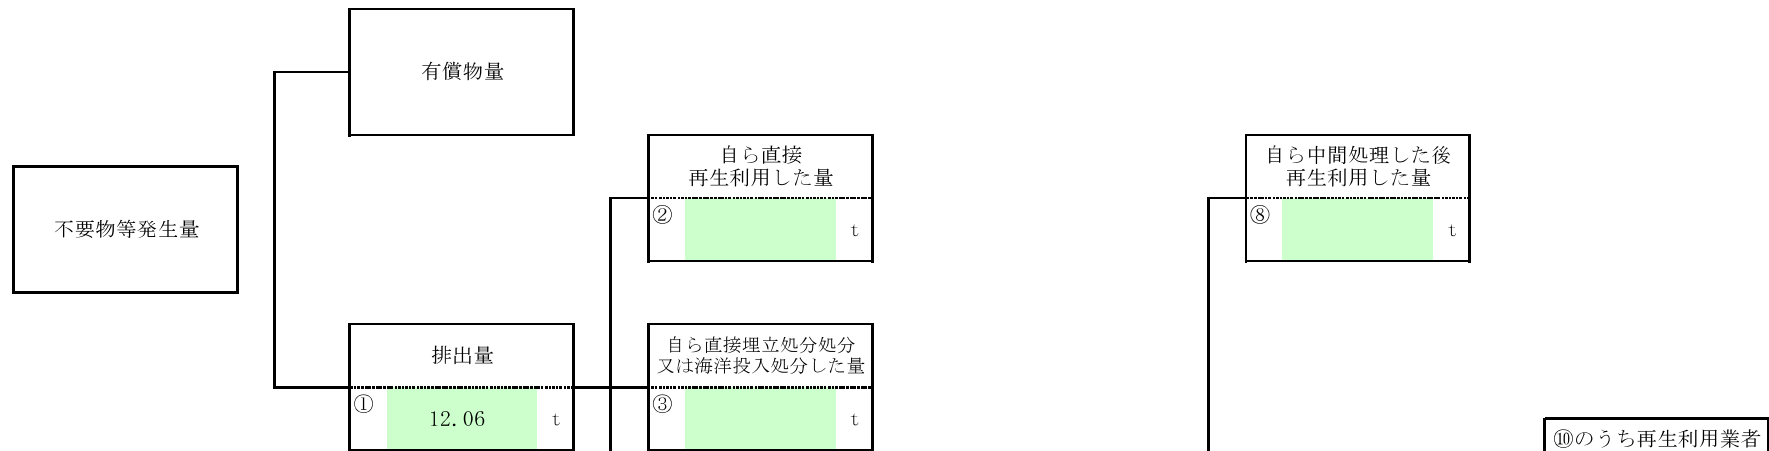 有償物量
自ら直接
再生利用した量
②
t
自ら中間処理した後
再生利用した量
⑧
t
不要物等発生量
排出量
①
12.06
t
自ら直接埋立処分処分
又は海洋投入処分した量
③
t
⑩のうち再生利用業者